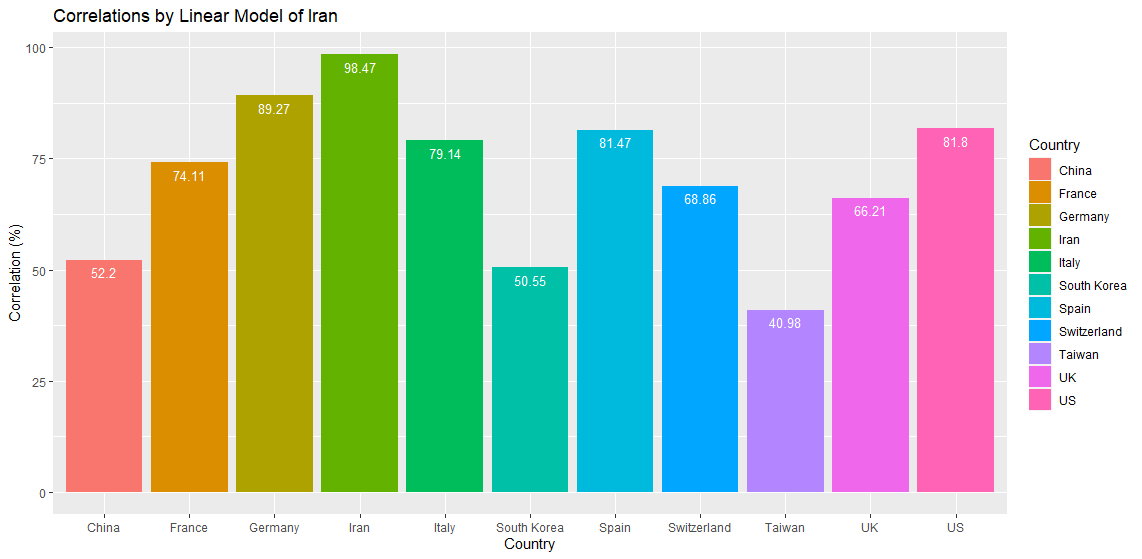 Correlations by Linear Model of Iran
Correlation (%)
100
75
50
25
0
52.2
74.11
89.27
98.47
79.14
50.55
81.47
68.86
40.98
66.21
81.8
China
France
Germany
Iran
Italy
South Korea
Spain
Switzerland
Taiwan
UK
US
Country
Country
China
France
Germany
Iran
Italy
South Korea
Spain
Switzerland
Taiwan
UK
US